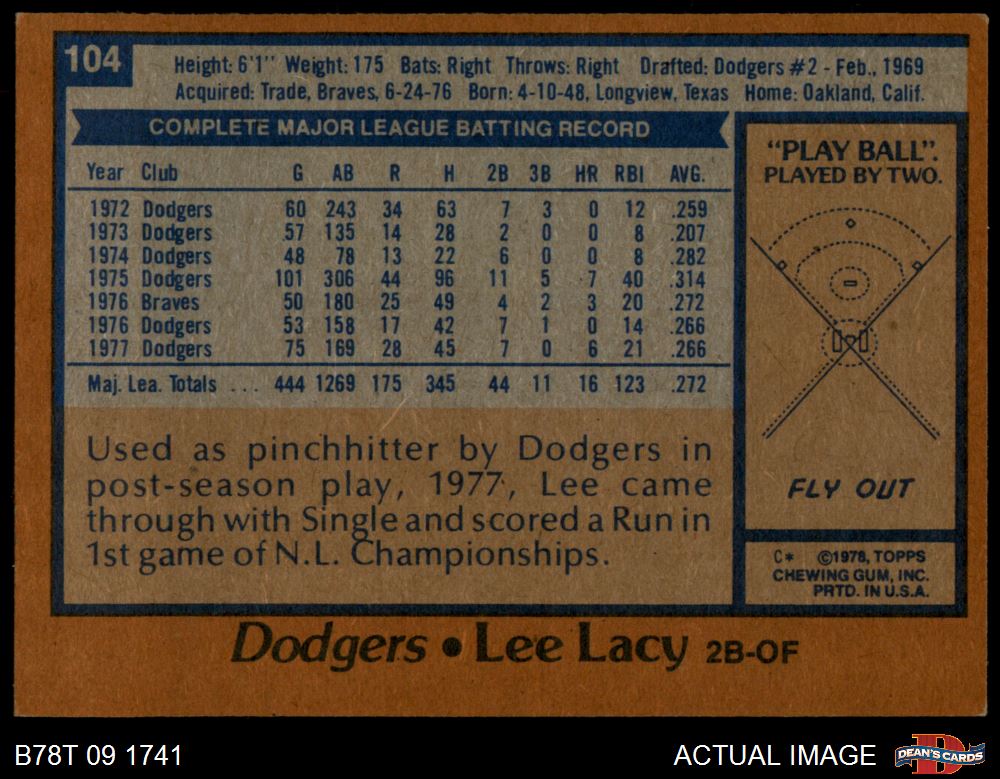 104
Height: 6'1" Weight: 175 Bats: Right Throws: Right Drafted: Dodgers #2 - Feb., 1969
Acquired: Trade, Braves, 6-24-76 Born: 4-10-48, Longview, Texas Home: Oakland, Calif.
COMPLETE MAJOR LEAGUE BATTING RECORD
Year Club G AB R H 2B 3B HR RBI AVG.
1972 Dodgers 60 243 34 63 7 3 0 12 .259
1973 Dodgers 57 135 14 28 2 0 0 8 .207
1974 Dodgers 48 78 13 22 6 0 0 8 .282
1975 Dodgers 101 306 44 96 11 5 7 40 .314
1976 Braves 50 180 25 49 4 2 3 20 .272
1976 Dodgers 53 158 17 42 7 1 0 14 .266
1977 Dodgers 75 169 28 45 7 0 6 21 .266
Maj. Lea. Totals . . . 444 1269 175 345 44 11 16 123 .272
Used as pinchhitter by Dodgers in
post-season play, 1977, Lee came
through with Single and scored a Run in
1st game of N.L. Championships.
"PLAY BALL".
PLAYED BY TWO.
FLY OUT
C* ©1978, TOPPS
CHEWING GUM, INC.
PRTD. IN U.S.A.
Dodgers • Lee Lacy 2B-OF
B78T 09 1741
ACTUAL IMAGE
D
DEAN'S CARDS